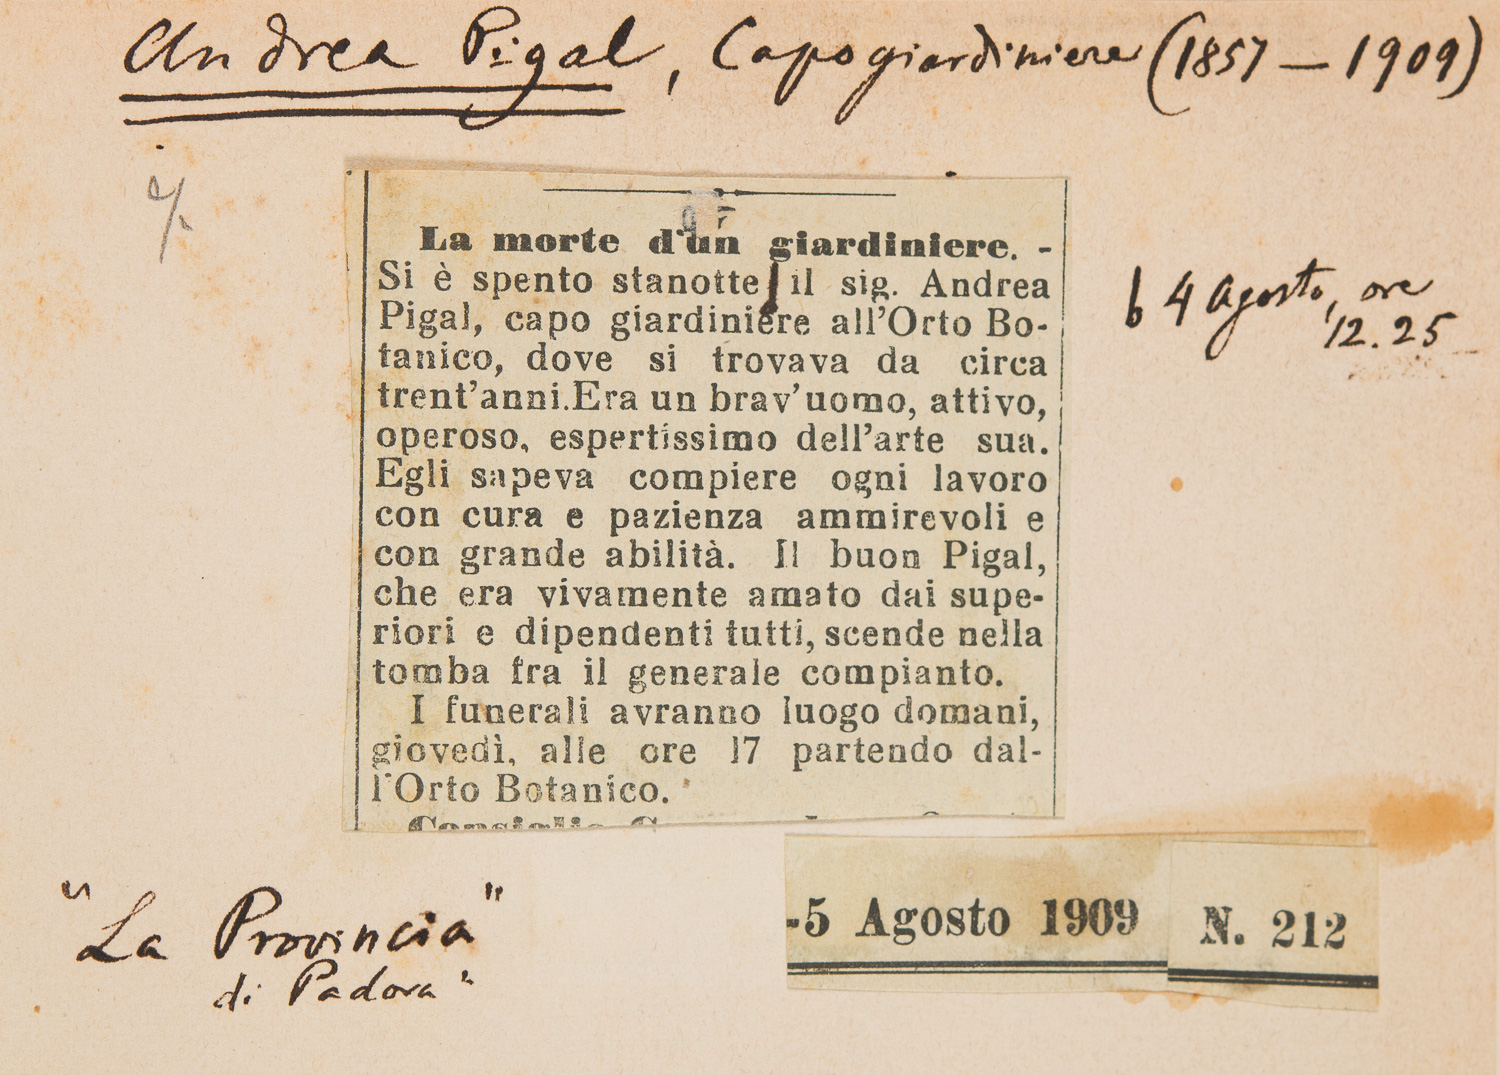 Andrea Pigal, Capogiardiniere (1857 — 1909)
La morte d'un giardiniere. -
Si è spento stanotte il sig. Andrea
Pigal, capo giardiniere all'Orto Bo-
tanico, dove si trovava da circa
trent'anni. Era un brav'uomo, attivo,
operoso, espertissimo dell'arte sua.
Egli sapeva compiere ogni lavoro
con cura e pazienza ammirevoli e
con grande abilità. Il buon Pigal,
che era vivamente amato dai supe-
riori e dipendenti tutti, scende nella
tomba fra il generale compianto.
I funerali avranno luogo domani,
giovedì, alle ore 17 partendo dal-
l'Orto Botanico.
4 Agosto, ore
12.25
-5 Agosto 1909 N. 212
"La Provincia"
di Padova"